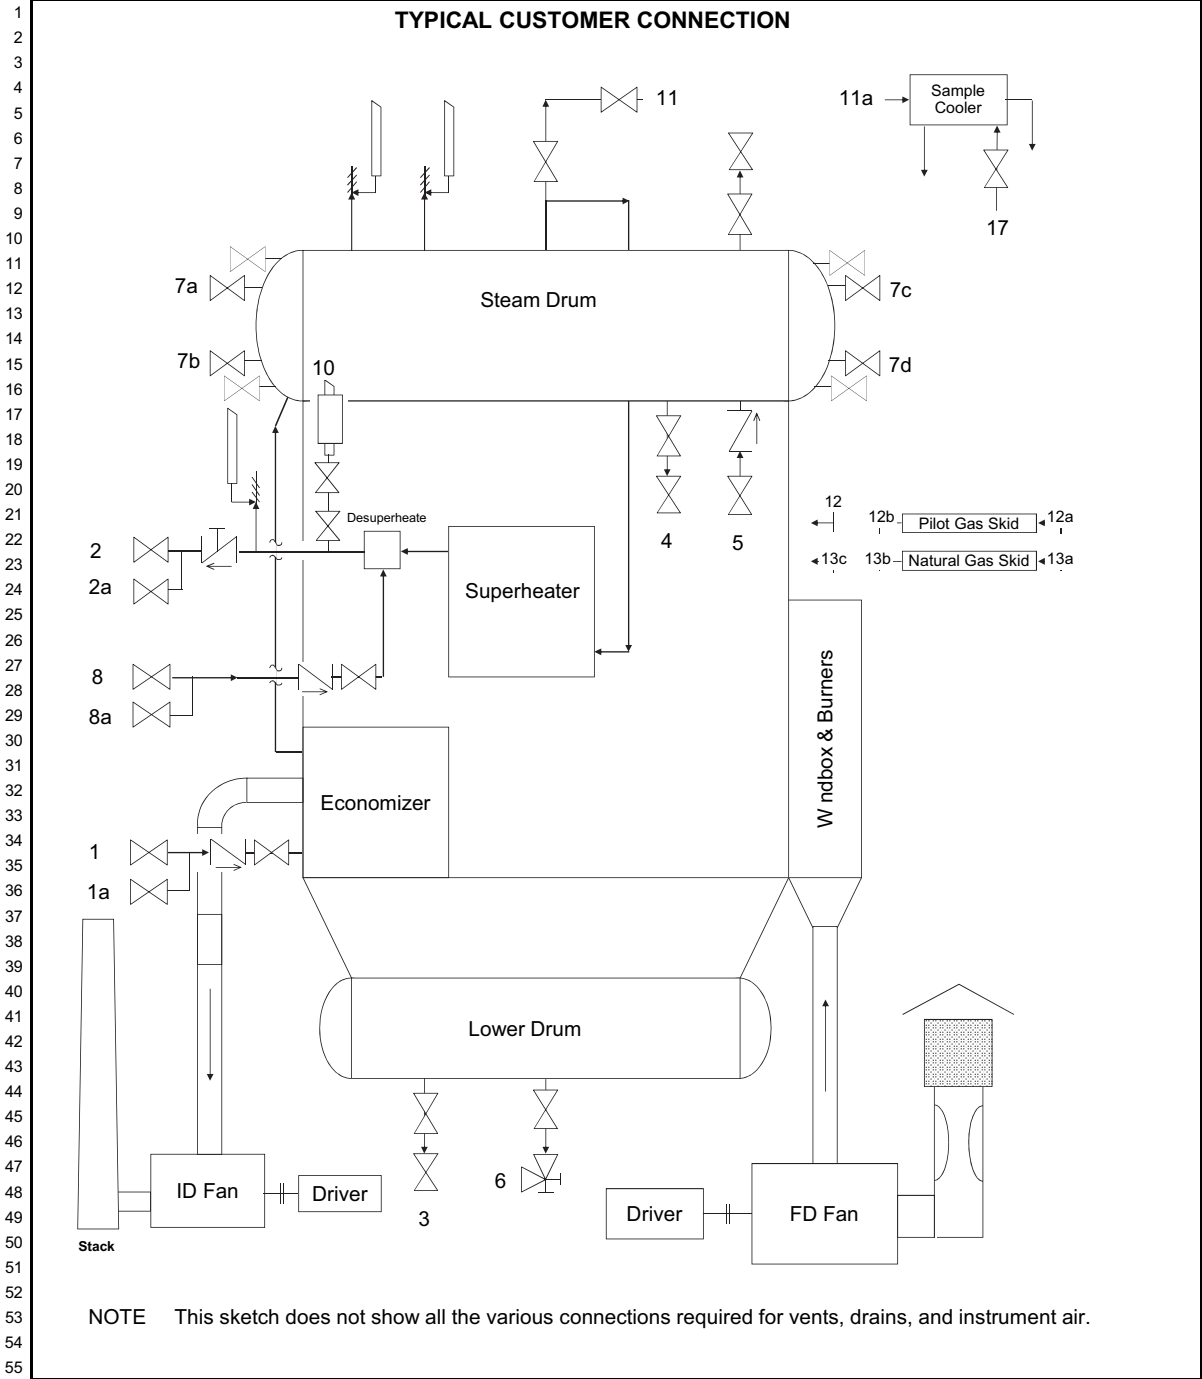 TYPICAL CUSTOMER CONNECTION
1
2
3
4
5
6
7
8
9
10
11
12
13
14
15
16
17
18
19
20
21
22
23
24
25
26
27
28
29
30
31
32
33
34
35
36
37
38
39
40
41
42
43
44
45
46
47
48
49
50
51
52
53
54
55
11
11a
Sample
Cooler
17
7a
7c
Steam Drum
7b
7d
10
Desuperheate
4
5
12
12b
Pilot Gas Skid
12a
13c
13b
Natural Gas Skid
13a
2
2a
Superheater
8
8a
W ndbox & Burners
Economizer
1
1a
Lower Drum
ID Fan
Driver
3
6
Driver
FD Fan
Stack
NOTE This sketch does not show all the various connections required for vents, drains, and instrument air.